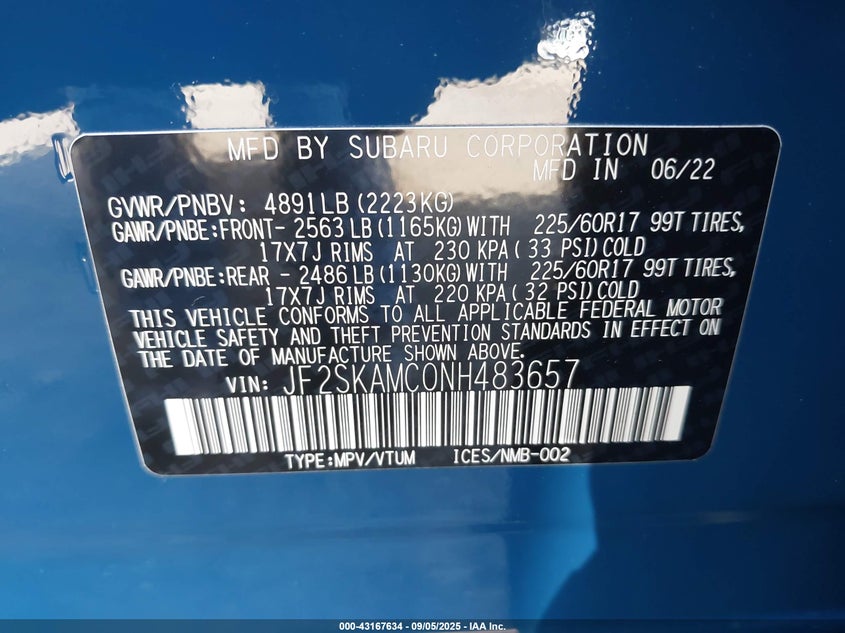 MFD BY SUBARU CORPORATION
MFD IN 06/22
GVWR/PNBV: 4891LB(2223KG)
GAWR/PNBE:FRONT- 2563LB(1165KG)WITH 225/60R17 99T TIRES,
17X7J RIMS AT 230 KPA( 33 PSI)COLD
GAWR/PNBE:REAR - 2486LB(1130KG)WITH 225/60R17 99T TIRES,
17X7J RIMS AT 220 KPA( 32 PSI)COLD
THIS VEHICLE CONFORMS TO ALL APPLICABLE FEDERAL MOTOR
VEHICLE SAFETY AND THEFT PREVENTION STANDARDS IN EFFECT ON
THE DATE OF MANUFACTURE SHOWN ABOVE.
VIN: JF2SKAMC0NH483657
TYPE:MPV/VTUM ICES/NMB-002
000-43167634 - 09/05/2025 - IAA Inc.